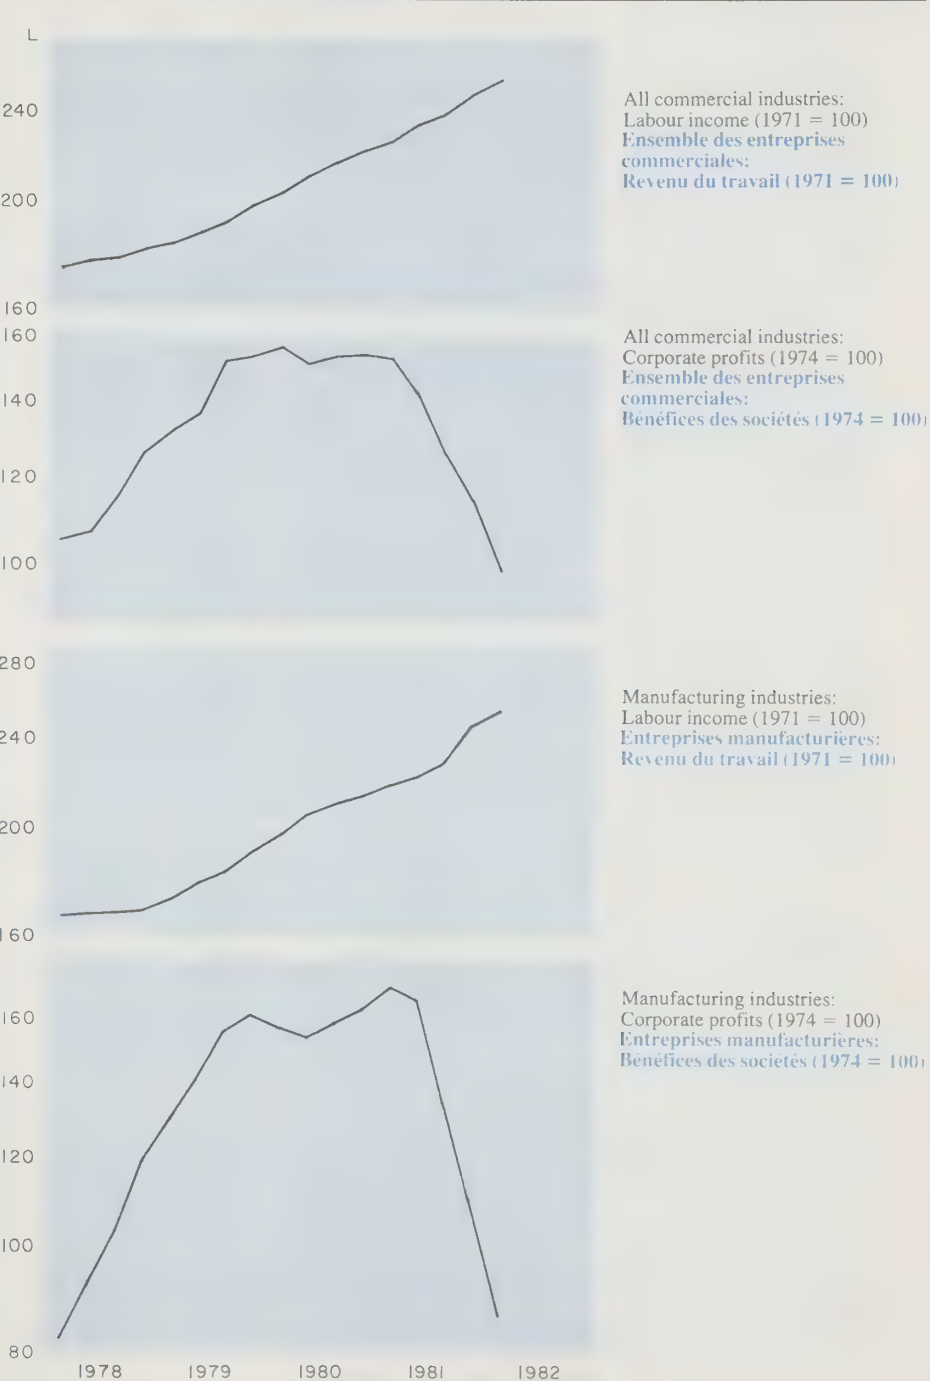 L
240
200
160
All commercial industries:
Labour income (1971 = 100)
Ensemble des entreprises
commerciales:
Revenu du travail (1971 = 100)
160
140
120
100
All commercial industries:
Corporate profits (1974 = 100)
Ensemble des entreprises
commerciales:
Bénéfices des sociétés (1974 = 100)
280
240
200
160
Manufacturing industries:
Labour income (1971 = 100)
Entreprises manufacturières:
Revenu du travail (1971 = 100)
160
140
120
100
80
Manufacturing industries:
Corporate profits (1974 = 100)
Entreprises manufacturières:
Bénéfices des sociétés (1974 = 100)
1978 1979 1980 1981 1982